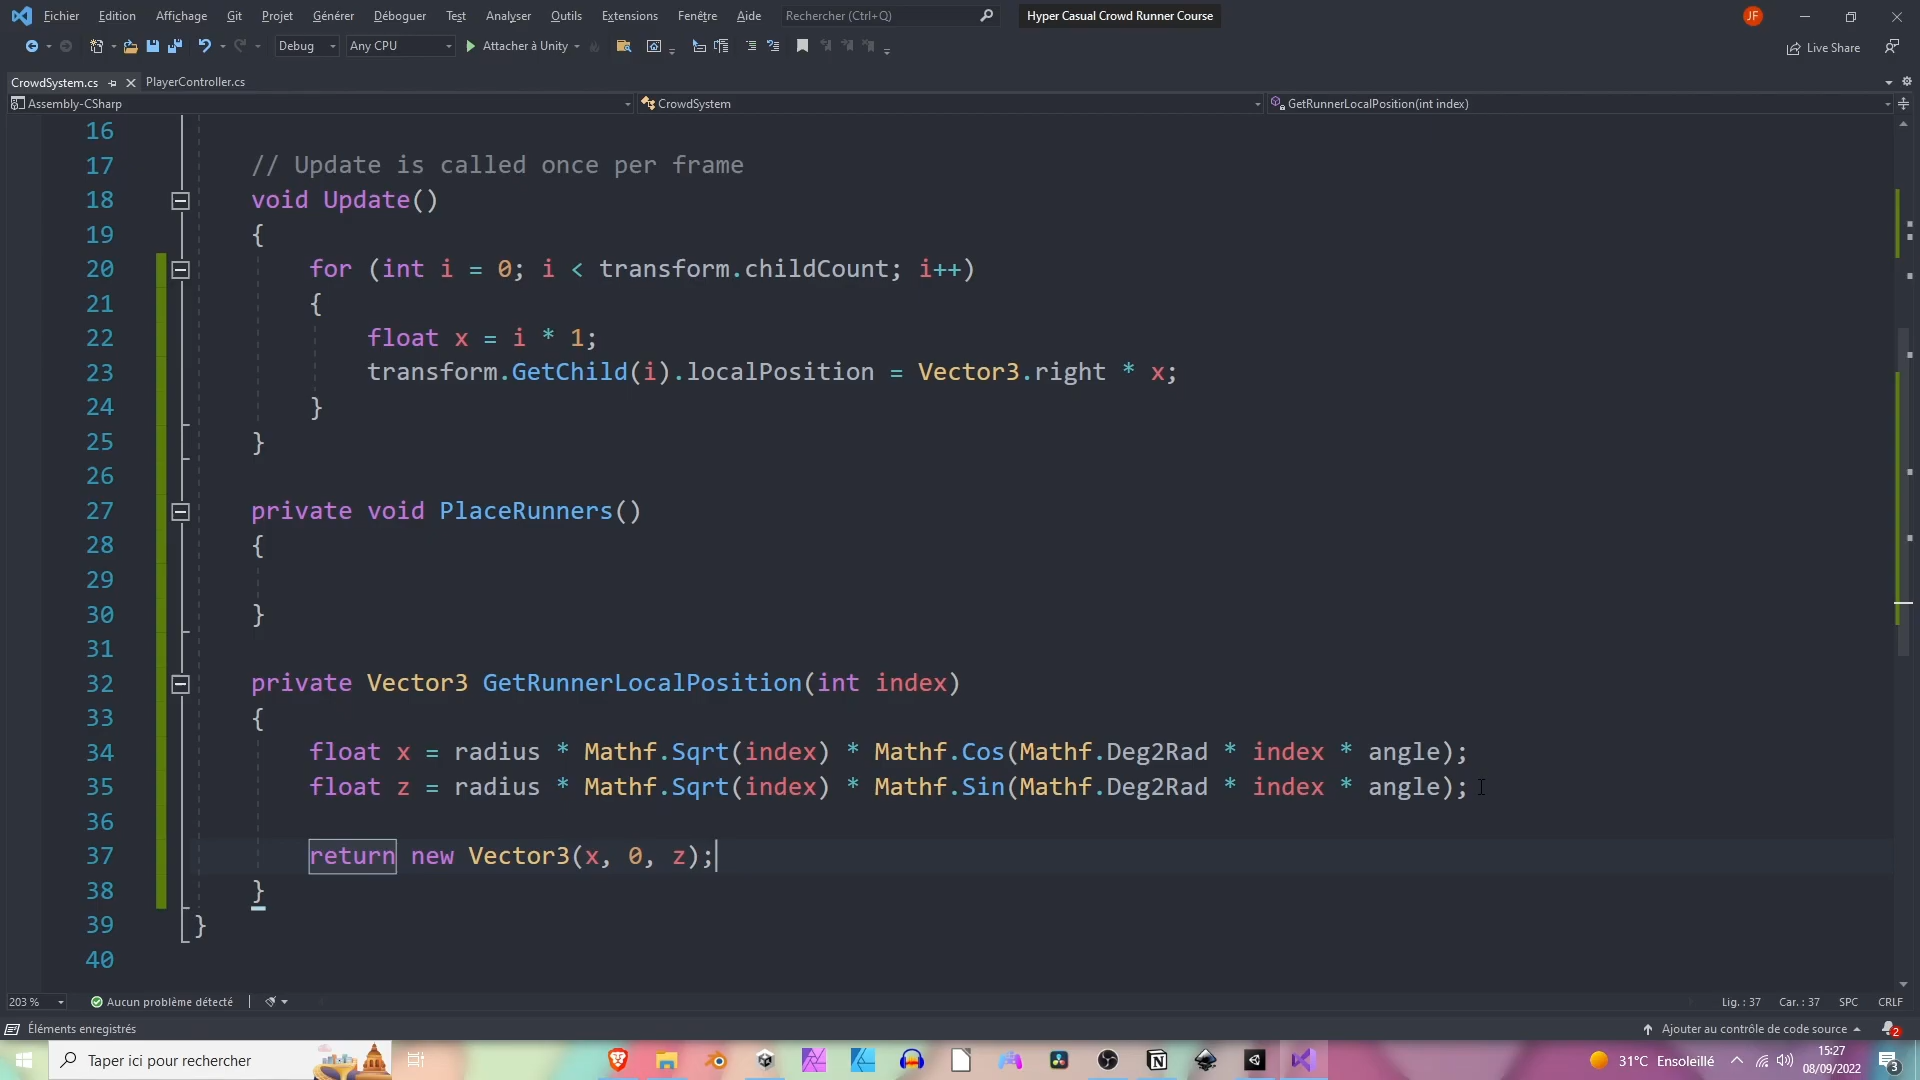 Fichier Edition Affichage Git Projet Générer Déboguer Test Analyser Outils Extensions Fenêtre Aide Rechercher (Ctrl+Q) Hyper Casual Crowd Runner Course JF
Debug Any CPU Attacher à Unity Live Share
CrowdSystem.cs PlayerController.cs
Assembly-CSharp CrowdSystem GetRunnerLocalPosition(int index)
16
17 // Update is called once per frame
18 void Update()
19 {
20 for (int i = 0; i < transform.childCount; i++)
21 {
22 float x = i * 1;
23 transform.GetChild(i).localPosition = Vector3.right * x;
24 }
25 }
26
27 private void PlaceRunners()
28 {
29
30 }
31
32 private Vector3 GetRunnerLocalPosition(int index)
33 {
34 float x = radius * Mathf.Sqrt(index) * Mathf.Cos(Mathf.Deg2Rad * index * angle);
35 float z = radius * Mathf.Sqrt(index) * Mathf.Sin(Mathf.Deg2Rad * index * angle);
36
37 return new Vector3(x, 0, z);
38 }
39 }
40
203 % Aucun problème détecté Lig. : 37 Car. : 37 SPC CRLF
Éléments enregistrés Ajouter au contrôle de code source 2
Taper ici pour rechercher 31°C Ensoleillé 15:27
08/09/2022 3